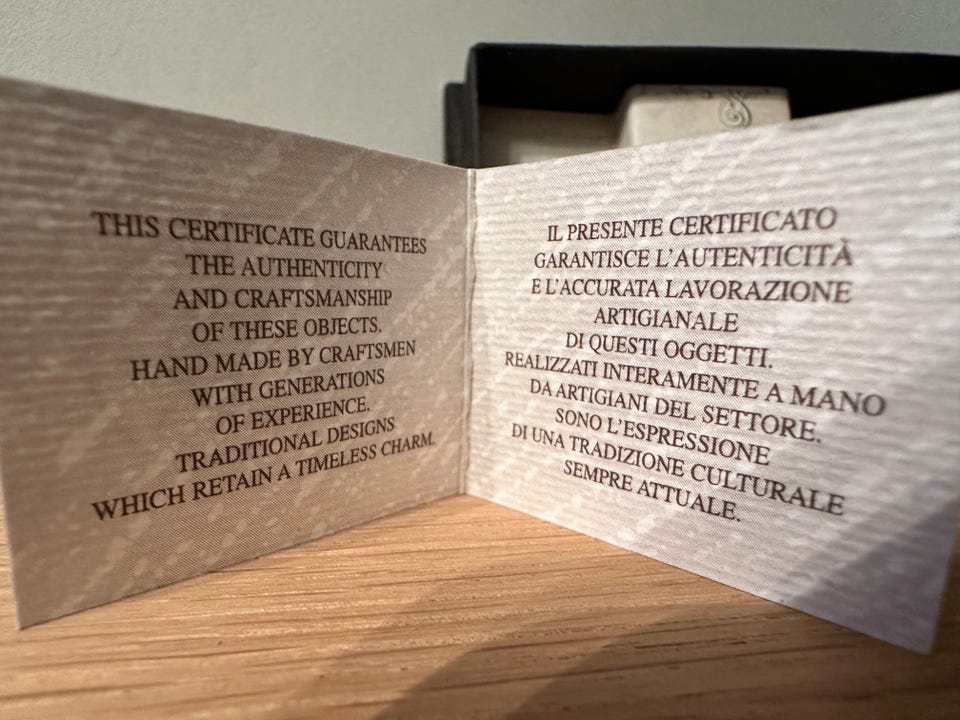 THIS CERTIFICATE GUARANTEES
THE AUTHENTICITY
AND CRAFTSMANSHIP
OF THESE OBJECTS.
HAND MADE BY CRAFTSMEN
WITH GENERATIONS
OF EXPERIENCE.
TRADITIONAL DESIGNS
WHICH RETAIN A TIMELESS CHARM.
IL PRESENTE CERTIFICATO
GARANTISCE L'AUTENTICITÀ
E L'ACCURATA LAVORAZIONE
ARTIGIANALE
DI QUESTI OGGETTI.
REALIZZATI INTERAMENTE A MANO
DA ARTIGIANI DEL SETTORE.
SONO L'ESPRESSIONE
DI UNA TRADIZIONE CULTURALE
SEMPRE ATTUALE.